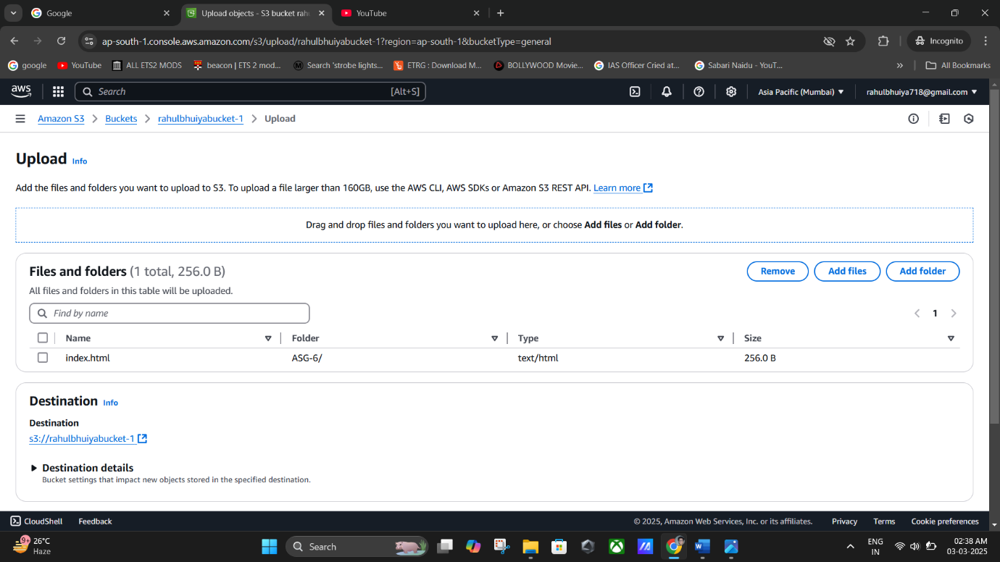 Google
Upload objects - S3 bucket rah
YouTube
ap-south-1.console.aws.amazon.com/s3/upload/rahulbhuiyabucket-1?region=ap-south-1&bucketType=general
Incognito
google
YouTube
ALL ETS2 MODS
beacon | ETS 2 mod...
Search 'strobe lights...
ETRG : Download M...
BOLLYWOOD Movie...
IAS Officer Cried at...
Sabari Naidu - YouT...
»
All Bookmarks
aws
Search
[Alt+S]
Asia Pacific (Mumbai)
rahulbhuiya718@gmail.com
Amazon S3 > Buckets > rahulbhuiyabucket-1 > Upload
Upload Info
Add the files and folders you want to upload to S3. To upload a file larger than 160GB, use the AWS CLI, AWS SDKs or Amazon S3 REST API. Learn more
Drag and drop files and folders you want to upload here, or choose Add files or Add folder.
Files and folders (1 total, 256.0 B)
Remove
Add files
Add folder
All files and folders in this table will be uploaded.
Find by name
1
Name
Folder
Type
Size
index.html
ASG-6/
text/html
256.0 B
Destination Info
Destination
s3://rahulbhuiyabucket-1
Destination details
Bucket settings that impact new objects stored in the specified destination.
CloudShell
Feedback
© 2025, Amazon Web Services, Inc. or its affiliates.
Privacy
Terms
Cookie preferences
9+
26°C
Haze
Search
ENG
IN
02:38 AM
03-03-2025